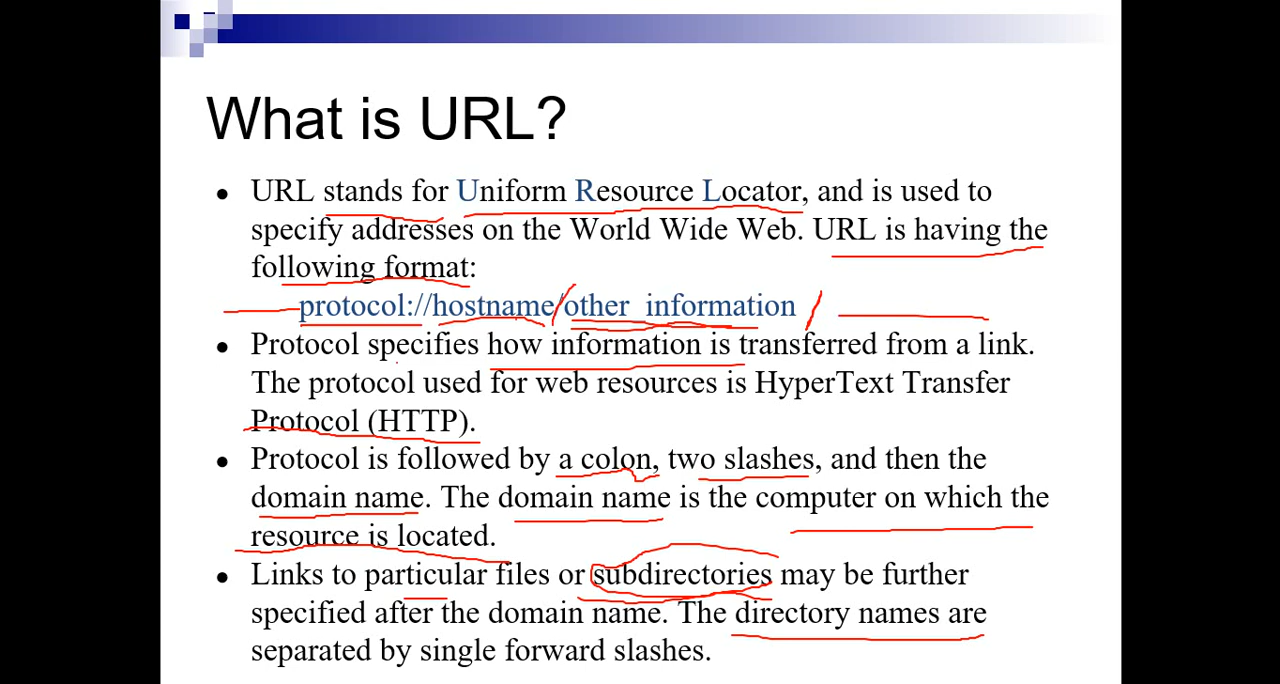 What is URL?
• URL stands for Uniform Resource Locator, and is used to
specify addresses on the World Wide Web. URL is having the
following format:
protocol://hostname/other_information
• Protocol specifies how information is transferred from a link.
The protocol used for web resources is HyperText Transfer
Protocol (HTTP).
• Protocol is followed by a colon, two slashes, and then the
domain name. The domain name is the computer on which the
resource is located.
• Links to particular files or subdirectories may be further
specified after the domain name. The directory names are
separated by single forward slashes.